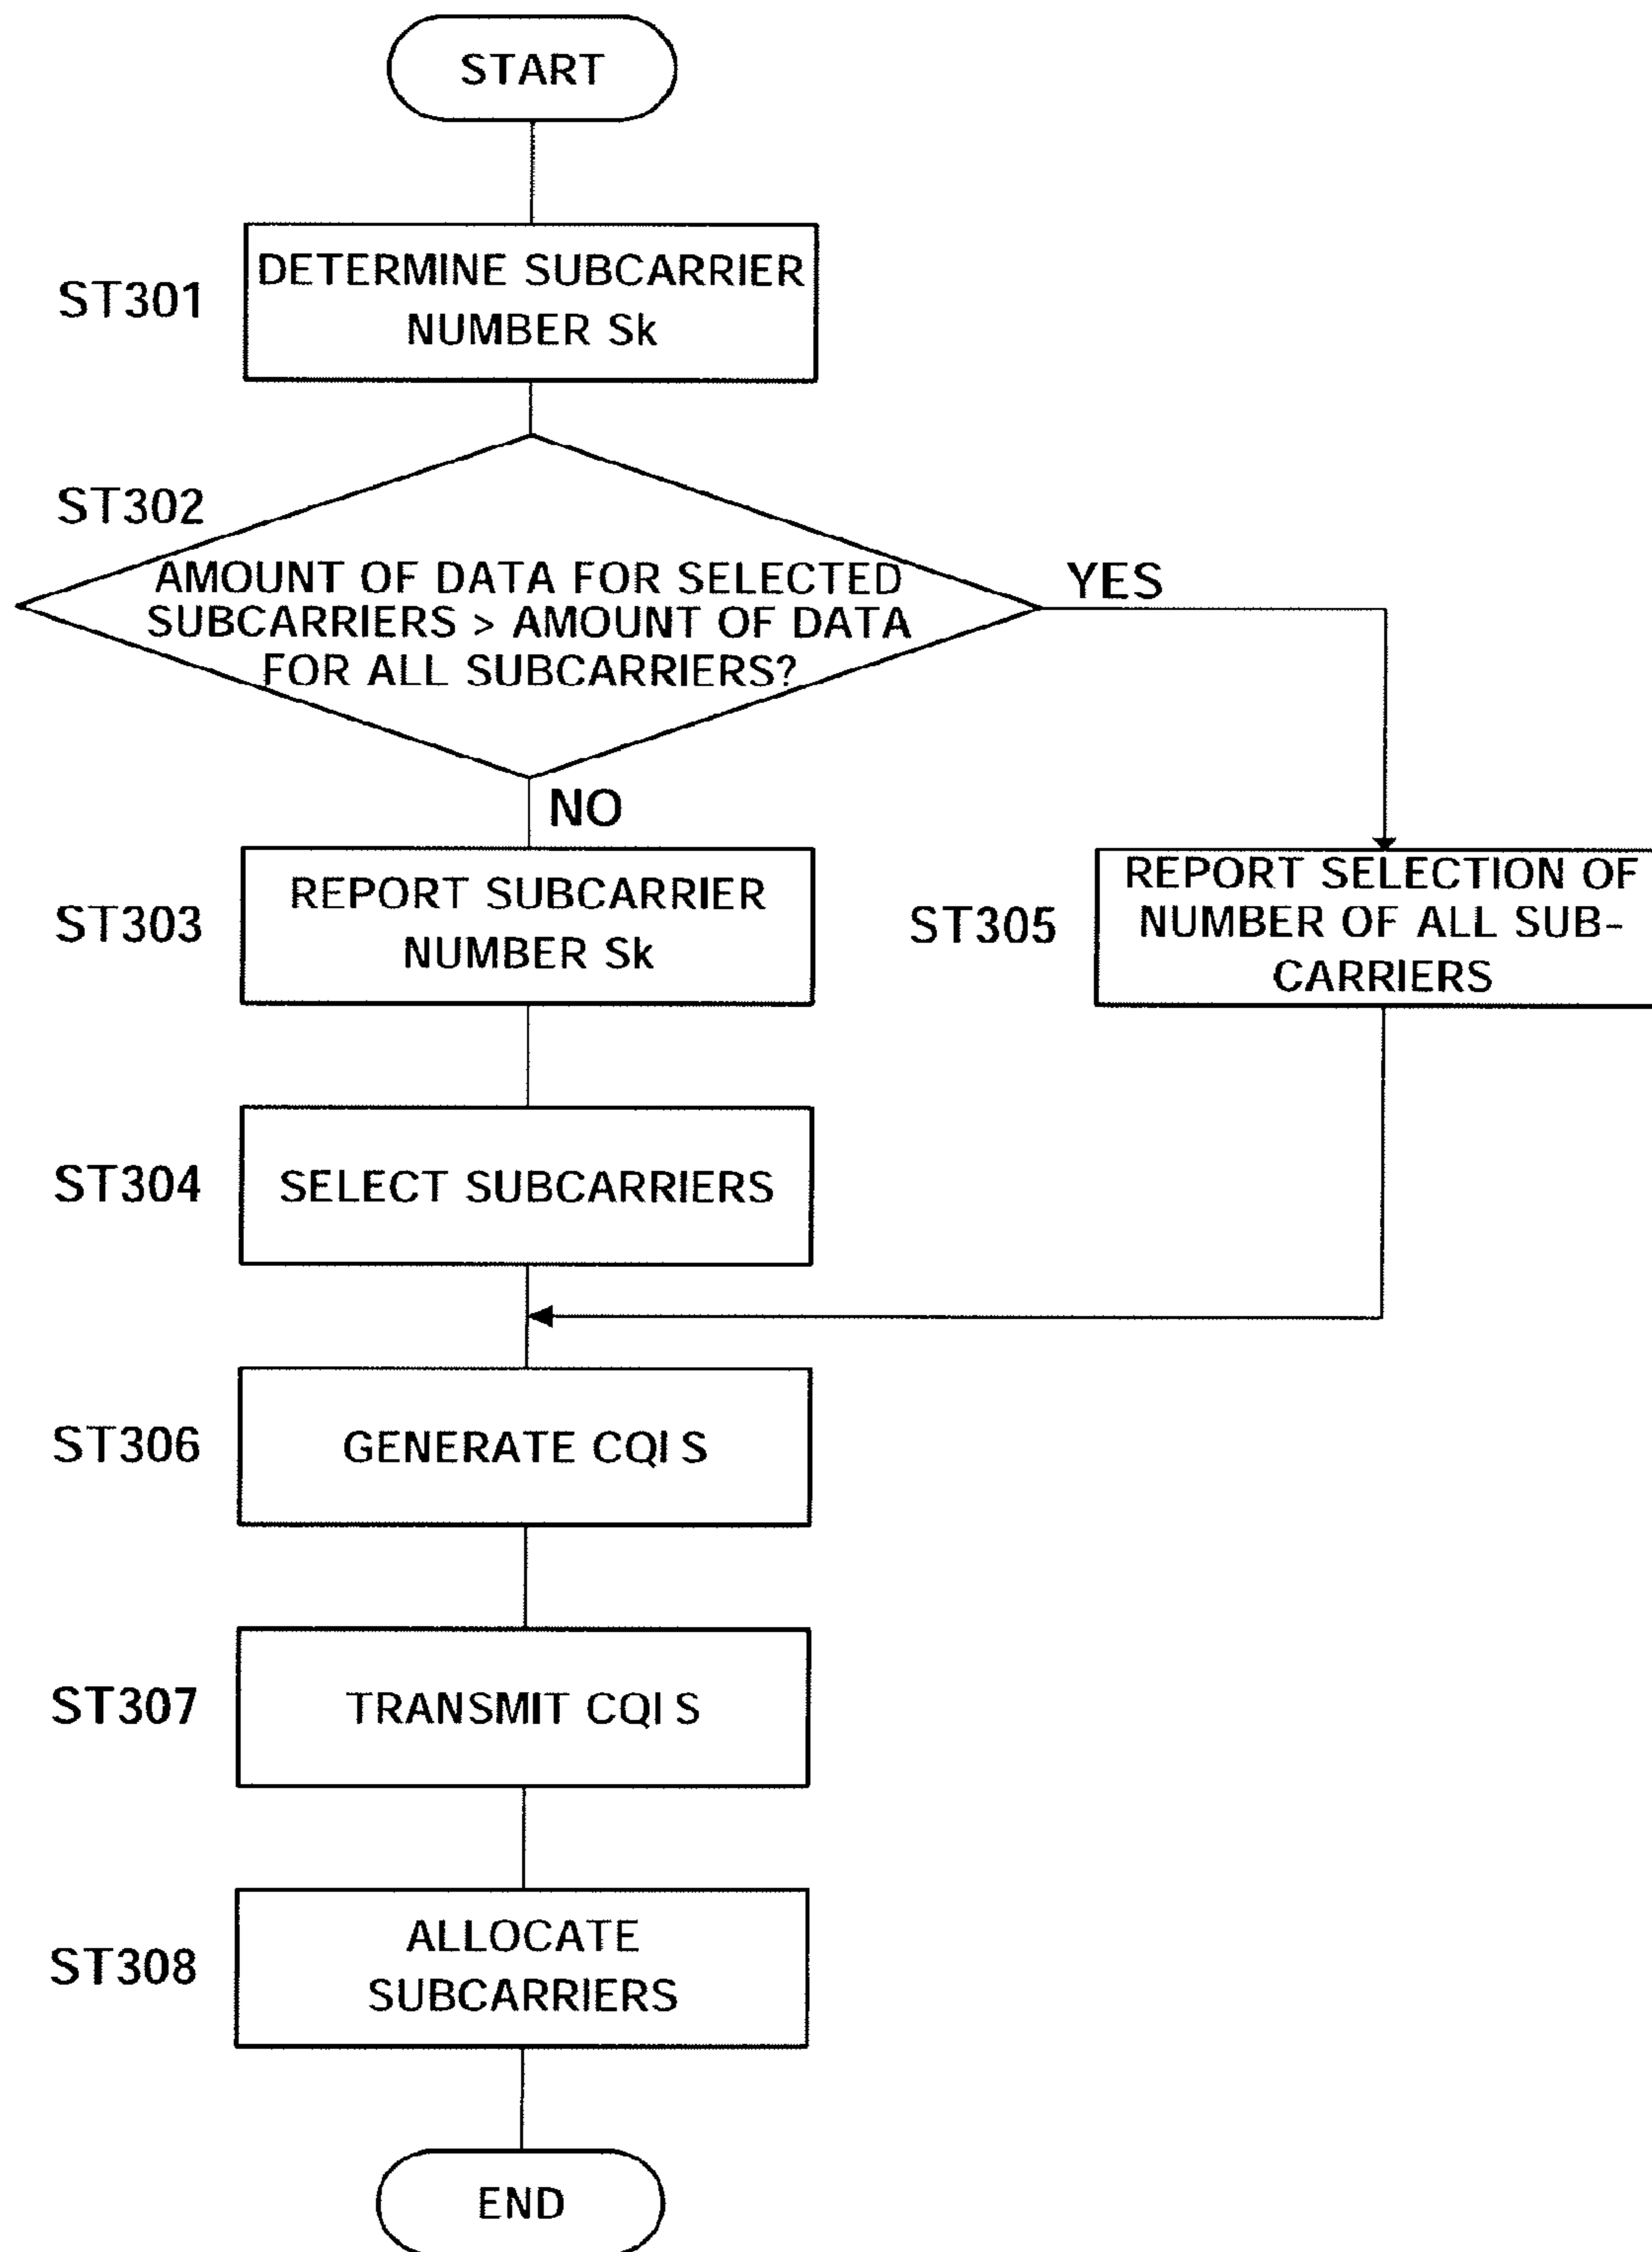 START
ST301
DETERMINE SUBCARRIER
NUMBER Sk
ST302
AMOUNT OF DATA FOR SELECTED
SUBCARRIERS > AMOUNT OF DATA
FOR ALL SUBCARRIERS?
YES
NO
ST303
REPORT SUBCARRIER
NUMBER Sk
ST305
REPORT SELECTION OF
NUMBER OF ALL SUB-
CARRIERS
ST304
SELECT SUBCARRIERS
ST306
GENERATE CQI S
ST307
TRANSMIT CQI S
ST308
ALLOCATE
SUBCARRIERS
END